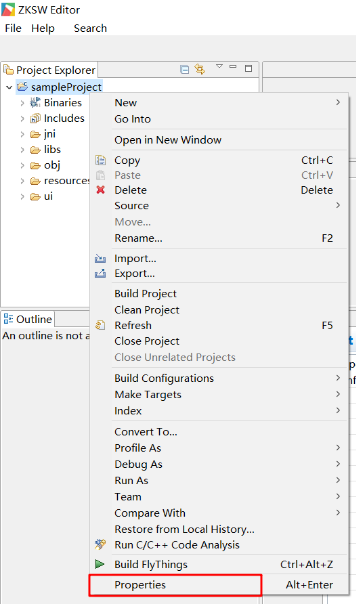 ZKSW Editor
File Help Search
Project Explorer
sampleProject
Binaries
Includes
jni
libs
obj
resources
ui
Outline
An outline is not a
New
Go Into
Open in New Window
Copy Ctrl+C
Paste Ctrl+V
Delete Delete
Source
Move...
Rename... F2
Import...
Export...
Build Project
Clean Project
Refresh F5
Close Project
Close Unrelated Projects
Build Configurations
Make Targets
Index
Convert To...
Profile As
Debug As
Run As
Team
Compare With
Restore from Local History...
Run C/C++ Code Analysis
Build FlyThings Ctrl+Alt+Z
Properties Alt+Enter